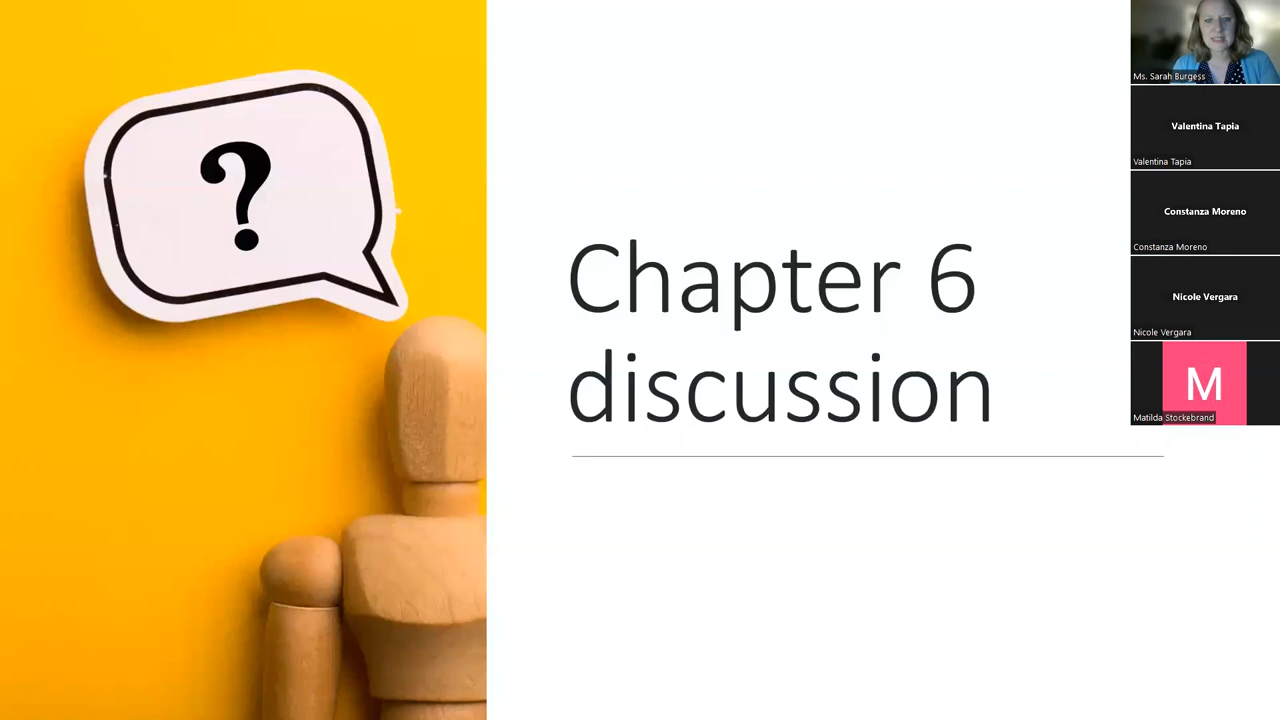 ?
Chapter 6
discussion
Ms. Sarah Burgess
Valentina Tapia
Valentina Tapia
Constanza Moreno
Constanza Moreno
Nicole Vergara
Nicole Vergara
M
Matilda Stockebrand